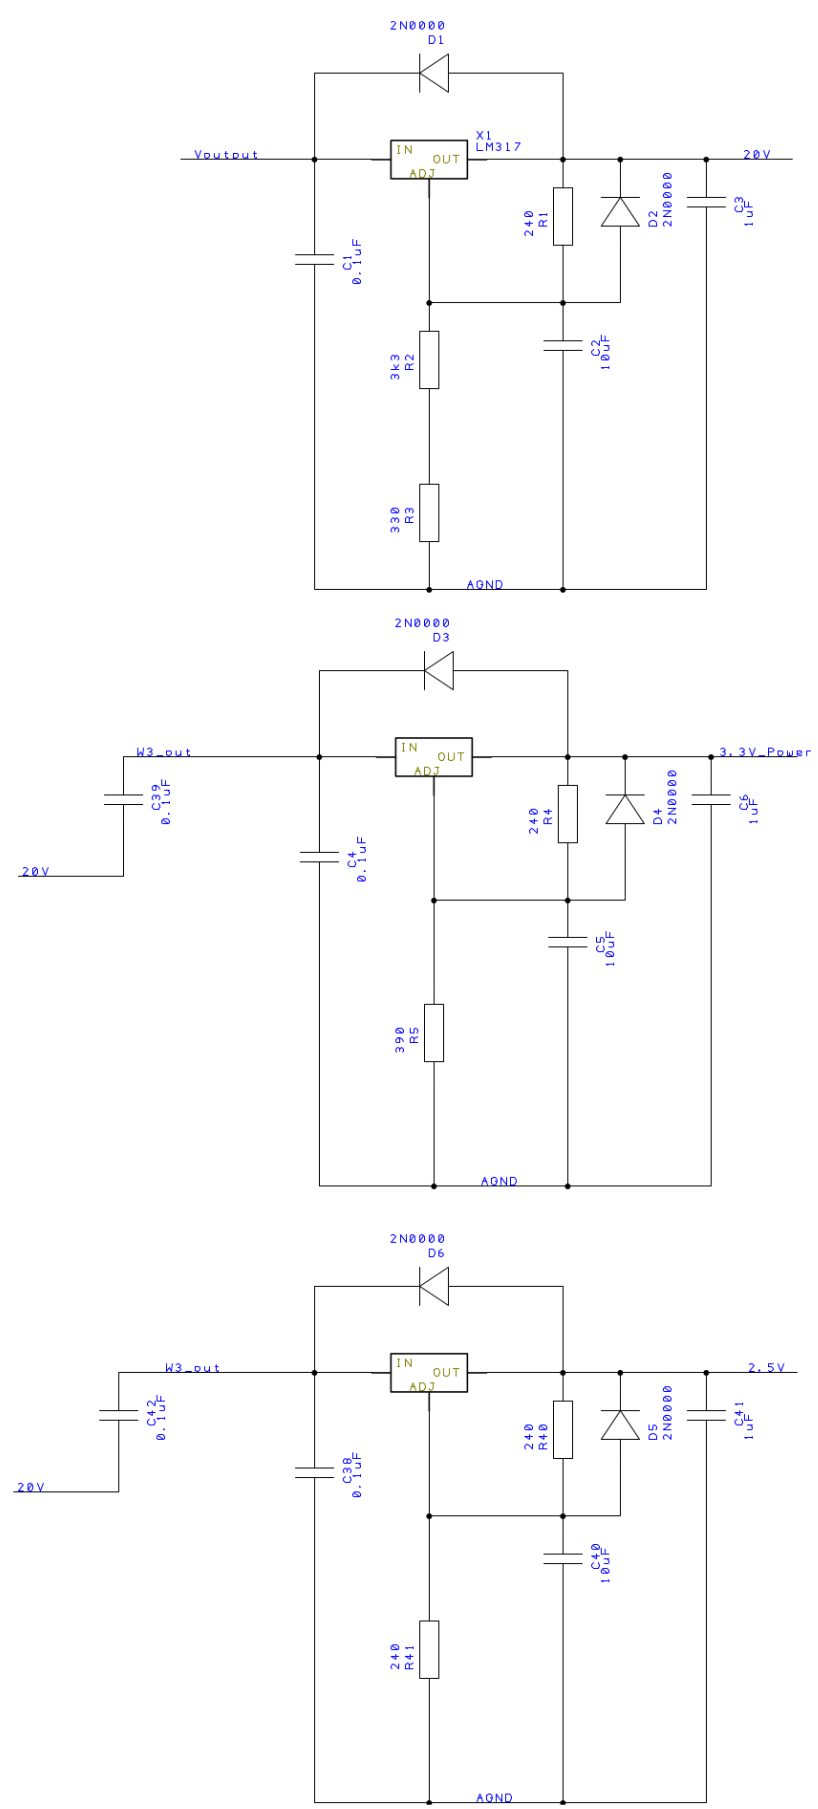 2N0000
D1
Voutput
IN
OUT
ADJ
X1
LM317
20V
240
R1
D2
2N0000
C3
1uF
C1
0.1uF
3k3
R2
C2
10uF
330
R3
AGND
2N0000
D3
W3_out
IN
OUT
ADJ
3.3V_Power
C39
0.1uF
240
R4
D4
2N0000
C6
1uF
20V
C4
0.1uF
C5
10uF
390
R5
AGND
2N0000
D6
W3_out
IN
OUT
ADJ
2.5V
C42
0.1uF
240
R40
D5
2N0000
C41
1uF
20V
C38
0.1uF
C40
10uF
240
R41
AGND